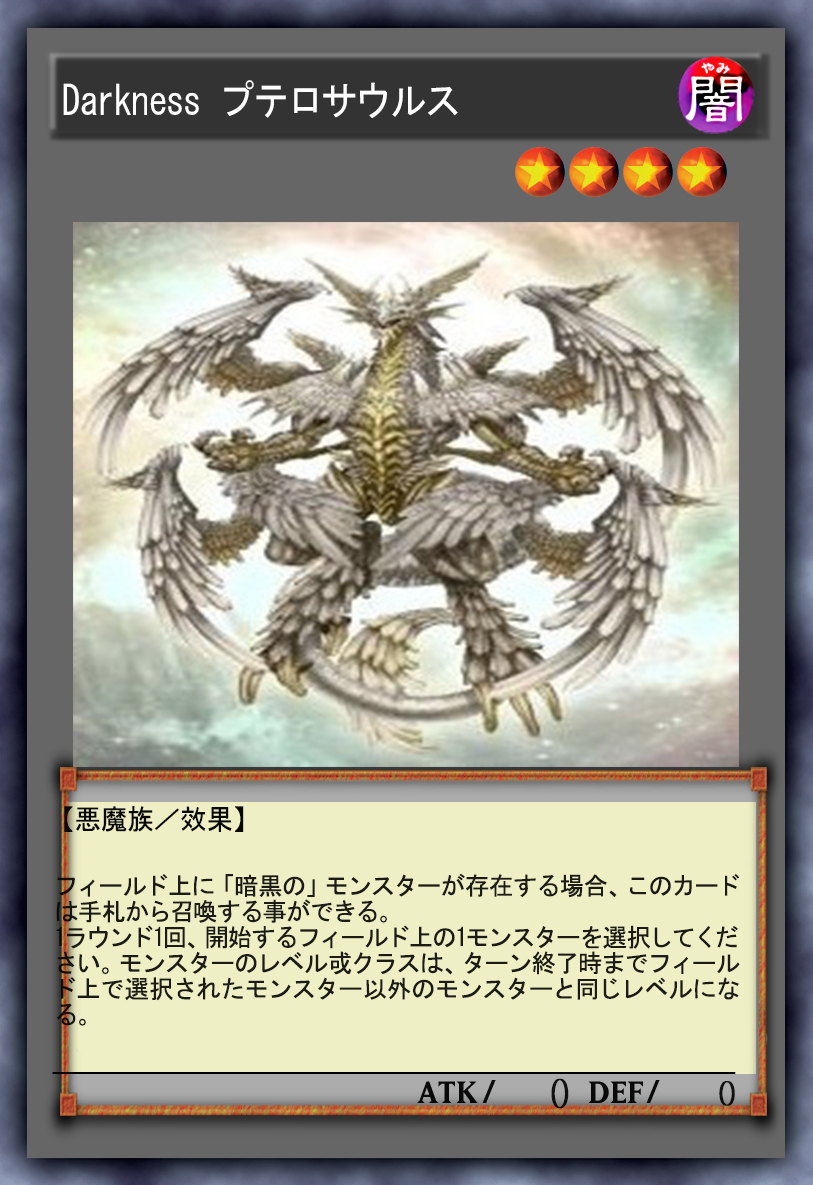 Darkness プテロサウルス
やみ
闇
【悪魔族／効果】
フィールド上に「暗黒の」モンスターが存在する場合、このカード
は手札から召喚する事ができる。
1ラウンド1回、開始するフィールド上の1モンスターを選択してくだ
さい。モンスターのレベル或クラスは、ターン終了時までフィール
ド上で選択されたモンスター以外のモンスターと同じレベルにな
る。
ATK/ 0 DEF/ 0